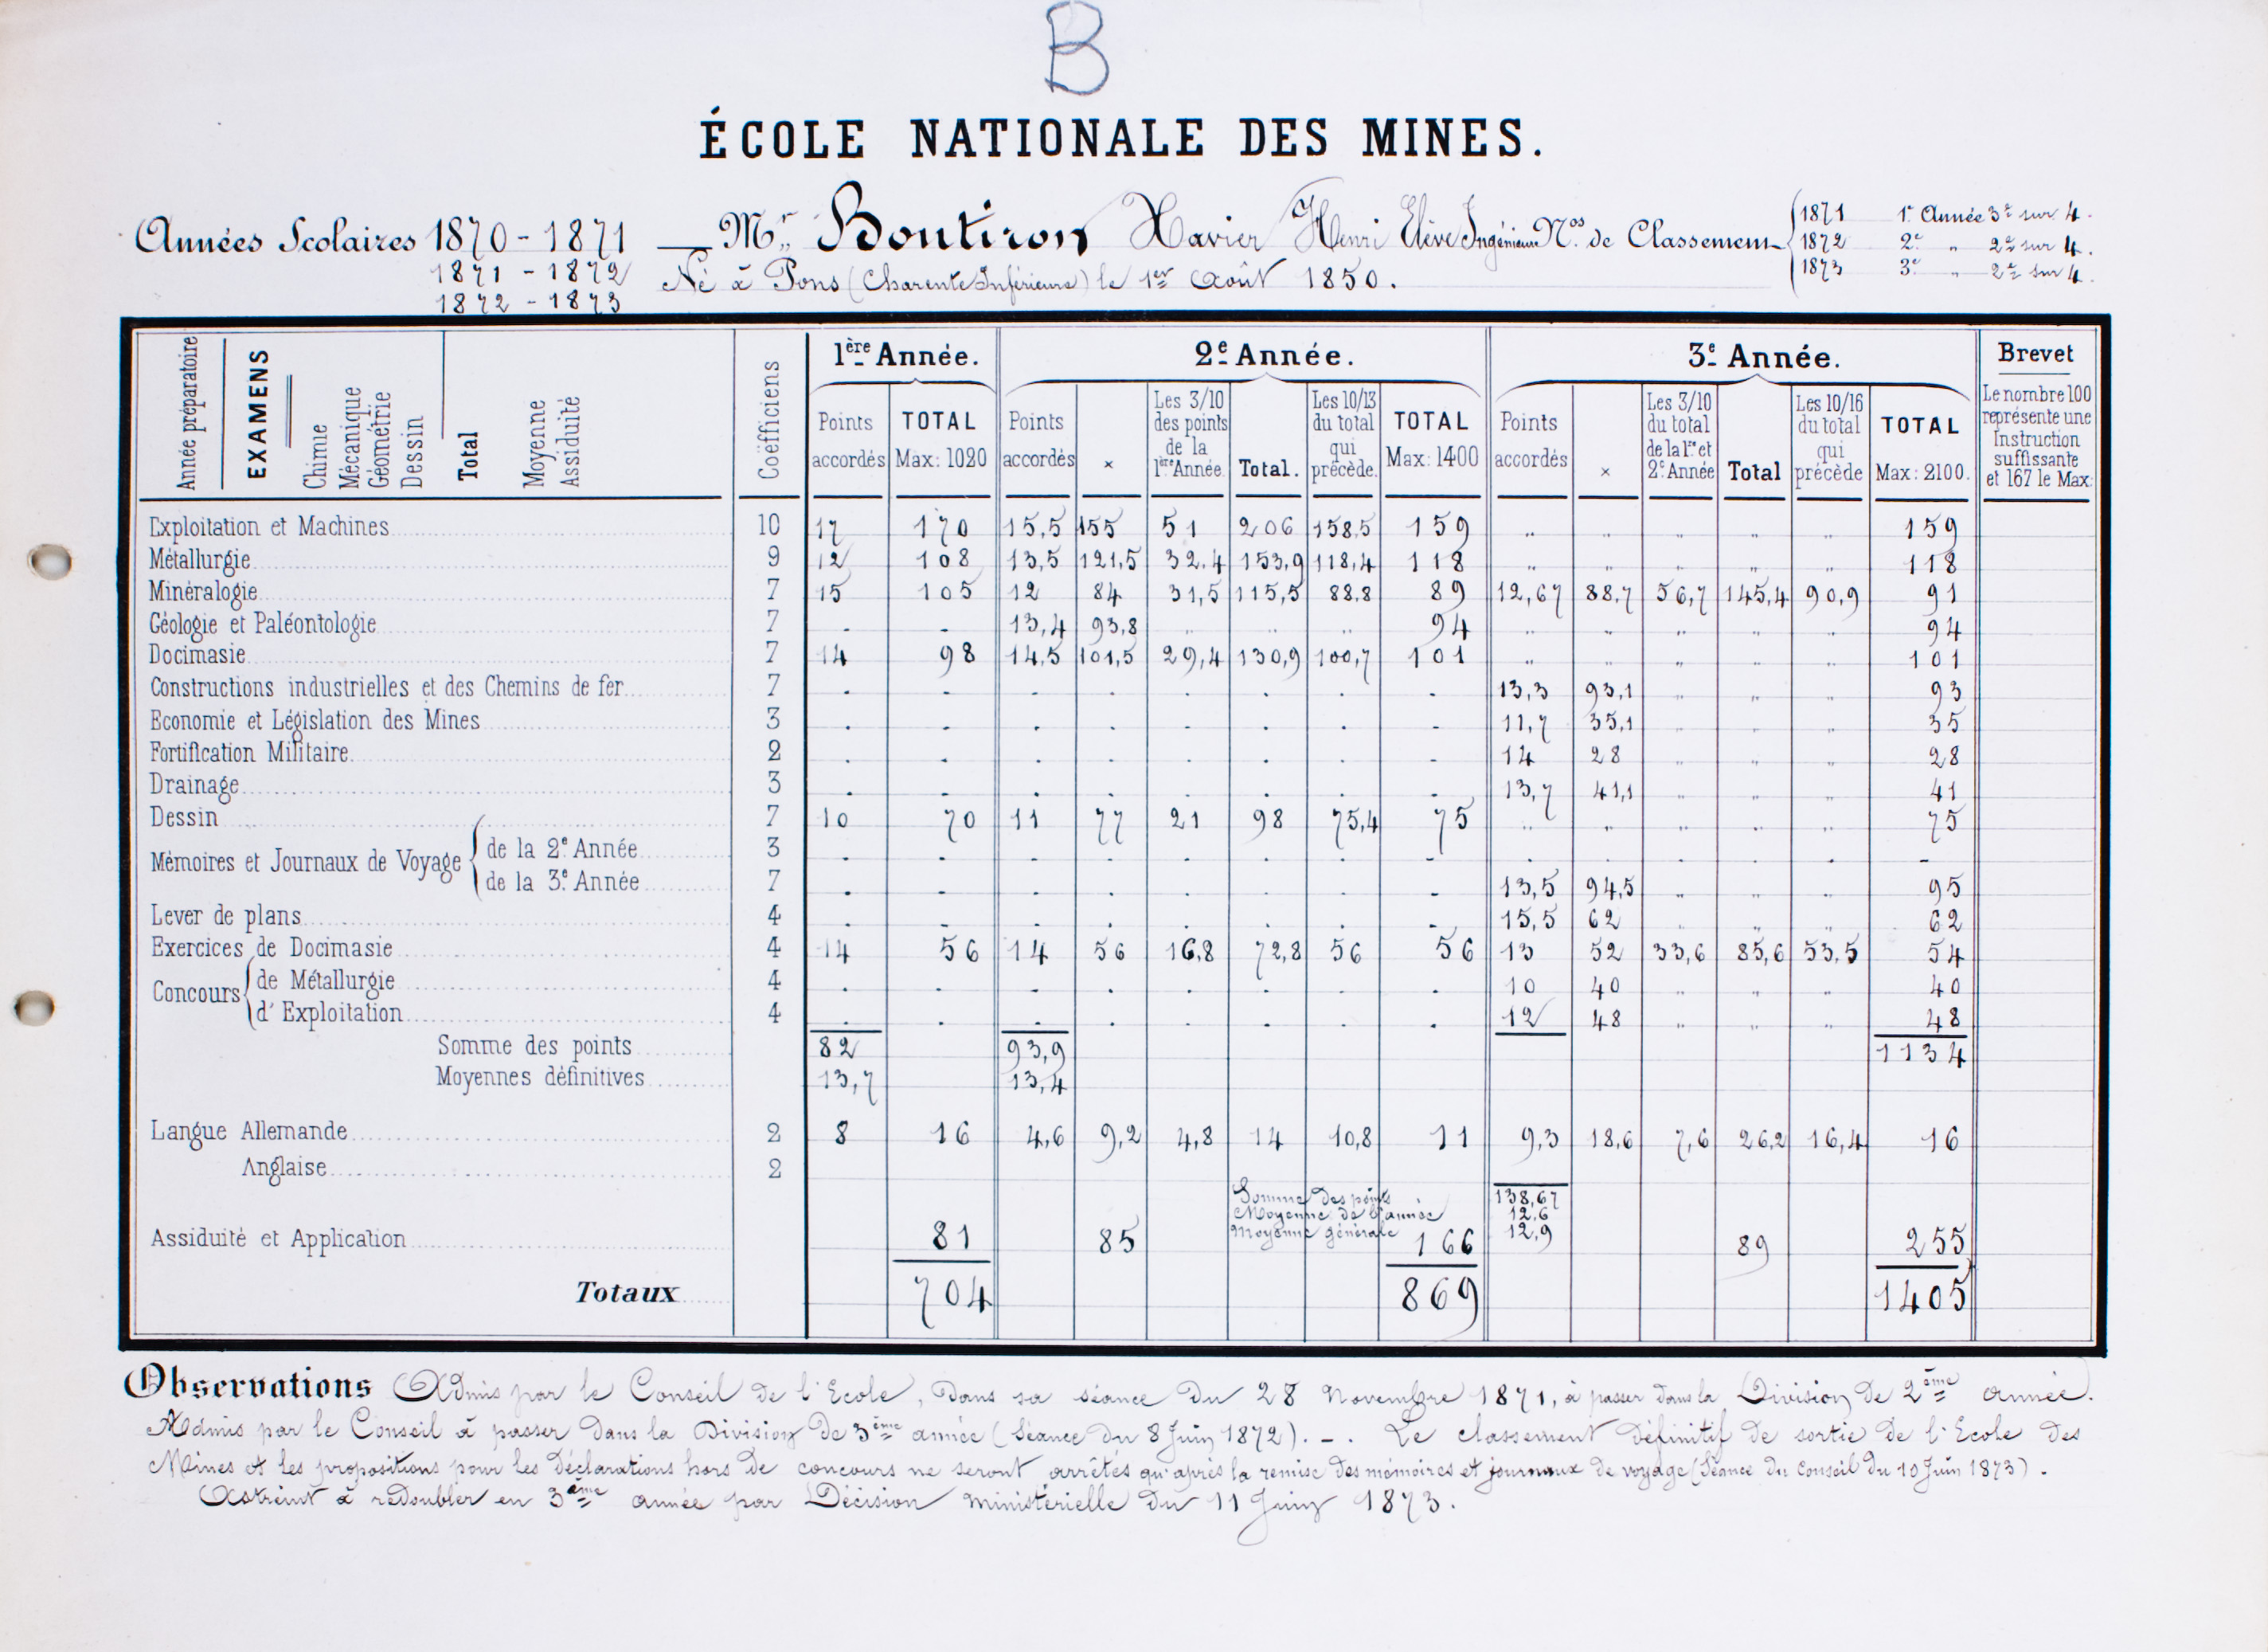 B
ÉCOLE NATIONALE DES MINES.
Années Scolaires 1870-1871 — Mr. Boutiron Xavier Henri Elève Ingénieur Nos. de Classement { 1871 1e Année 3e sur 4.
1871 - 1872 1872 2e " 2e sur 4.
1872 - 1873 Né à Pons (Charente Inférieure) le 1er Août 1850. 1873 3e " 2e sur 4.
Année préparatoire EXAMENS Chimie Mécanique Géométrie Dessin Total Moyenne Assiduité Coëfficiens
1ère Année. 2e Année. 3e Année. Brevet
Points accordés TOTAL Max: 1020 Points accordés × Les 3/10 des points de la 1ère Année. Total. Les 10/13 du total qui précède. TOTAL Max: 1400 Points accordés × Les 3/10 du total de la 1re et 2e Année Total Les 10/16 du total qui précède TOTAL Max: 2100. Le nombre 100 représente une Instruction suffissante et 167 le Max:
Exploitation et Machines 10 17 170 15,5 155 51 206 158,5 159 " " " " " 159
Métallurgie 9 12 108 13,5 121,5 32,4 153,9 118,4 118 " " " " " 118
Minéralogie 7 15 105 12 84 31,5 115,5 88.8 89 12,67 88,7 56,7 145,4 90,9 91
Géologie et Paléontologie 7 . . 13,4 93,8 " " " 94 " " " " " 94
Docimasie 7 14 98 14,5 101,5 29,4 130,9 100,7 101 " " " " " 101
Constructions industrielles et des Chemins de fer 7 . . . . . . . . 13,3 93,1 " " " 93
Economie et Législation des Mines 3 . . . . . . . . 11,7 35,1 " " " 35
Fortification Militaire 2 . . . . . . . . 14 28 " " " 28
Drainage 3 . . . . . . . . 13,7 41,1 " " " 41
Dessin 7 10 70 11 77 21 98 75,4 75 " " " " " 75
Mèmoires et Journaux de Voyage { de la 2e Année 3 . . . . . . . - . . . . . -
de la 3e Année 7 . . . . . . . . 13,5 94,5 " " " 95
Lever de plans 4 . . . . . . . . 15,5 62 " " " 62
Exercices de Docimasie 4 14 56 14 56 16,8 72,8 56 56 13 52 33,6 85,6 53,5 54
Concours { de Métallurgie 4 . . . . . . . . 10 40 " " " 40
d' Exploitation 4 . . . . . . . . 12 48 " " " 48
Somme des points 82 93,9 1134
Moyennes définitives 13,7 13,4
Langue Allemande 2 8 16 4,6 9,2 4,8 14 10,8 11 9,3 18,6 7,6 26,2 16,4 16
Anglaise 2
Somme des points 138,67
Moyenne de l'année 12,6
Moyenne générale 12,9
Assiduité et Application 81 85 166 89 255
Totaux 704 869 1405
Observations Admis par le Conseil de l'Ecole, dans sa séance du 28 Novembre 1871, à passer dans la Division de 2ème année.
Admis par le Conseil à passer dans la Division de 3ème année (Séance du 8 Juin 1872). - . Le classement définitif de sortie de l'Ecole des
Mines et les propositions pour les déclarations hors de concours ne seront arrêtés qu'après la remise des mémoires et journaux de voyage (Séance du Conseil du 10 Juin 1873) .
Astreint à redoubler en 3ème année par Décision ministérielle du 11 Juin 1873.